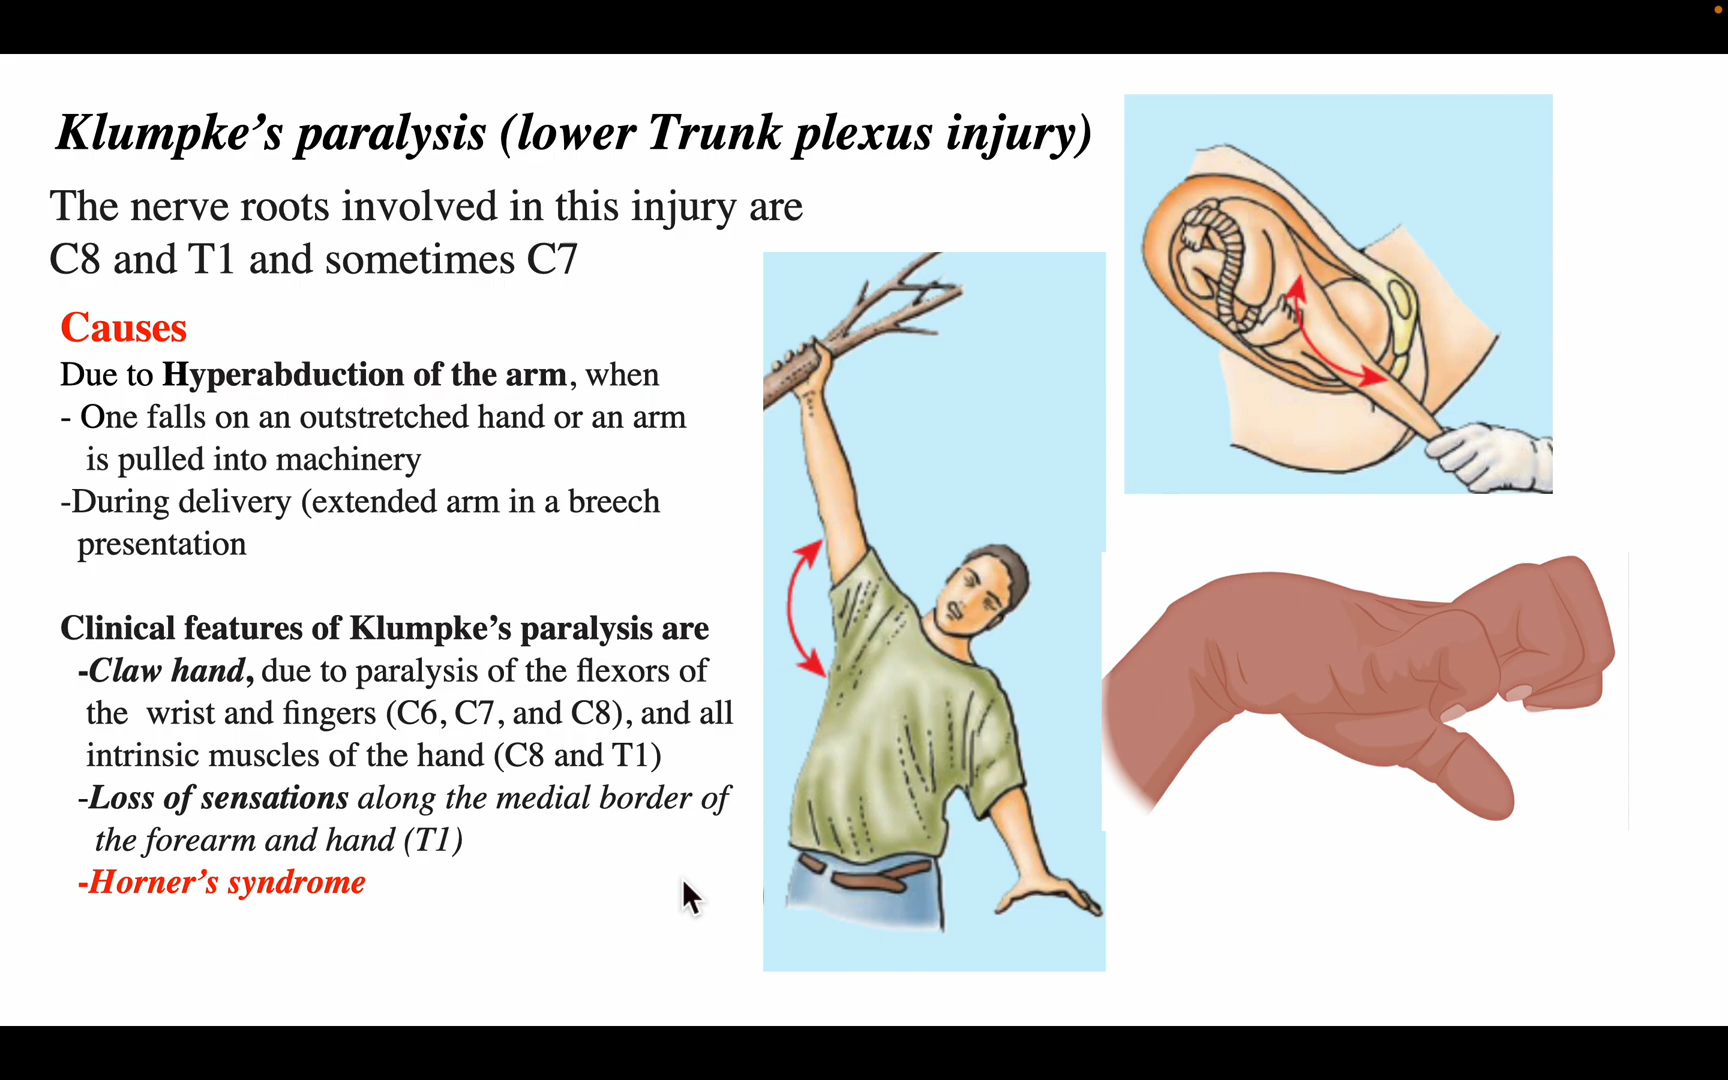 Klumpke’s paralysis (lower Trunk plexus injury)
The nerve roots involved in this injury are
C8 and T1 and sometimes C7
Causes
Due to Hyperabduction of the arm, when
- One falls on an outstretched hand or an arm
is pulled into machinery
-During delivery (extended arm in a breech
presentation
Clinical features of Klumpke’s paralysis are
-Claw hand, due to paralysis of the flexors of
the wrist and fingers (C6, C7, and C8), and all
intrinsic muscles of the hand (C8 and T1)
-Loss of sensations along the medial border of
the forearm and hand (T1)
-Horner’s syndrome